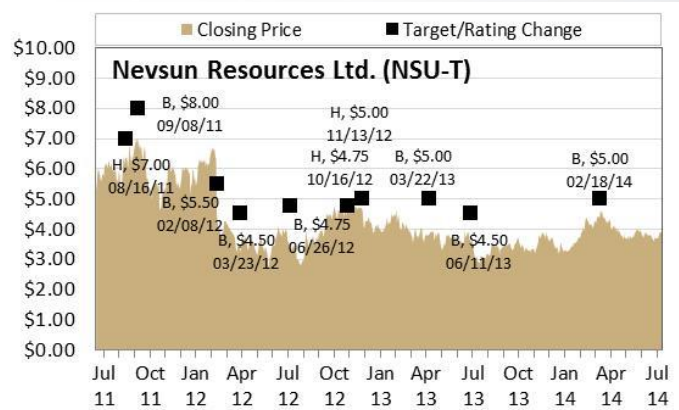 Closing Price
Target/Rating Change
Nevsun Resources Ltd. (NSU-T)
$10.00
$9.00
$8.00
$7.00
$6.00
$5.00
$4.00
$3.00
$2.00
$1.00
$0.00
H, $7.00
08/16/11
B, $8.00
09/08/11
B, $5.50
02/08/12
B, $4.50
03/23/12
B, $4.75
06/26/12
H, $4.75
10/16/12
H, $5.00
11/13/12
B, $5.00
03/22/13
B, $4.50
06/11/13
B, $5.00
02/18/14
Jul 11
Oct 11
Jan 12
Apr 12
Jul 12
Oct 12
Jan 13
Apr 13
Jul 13
Oct 13
Jan 14
Apr 14
Jul 14